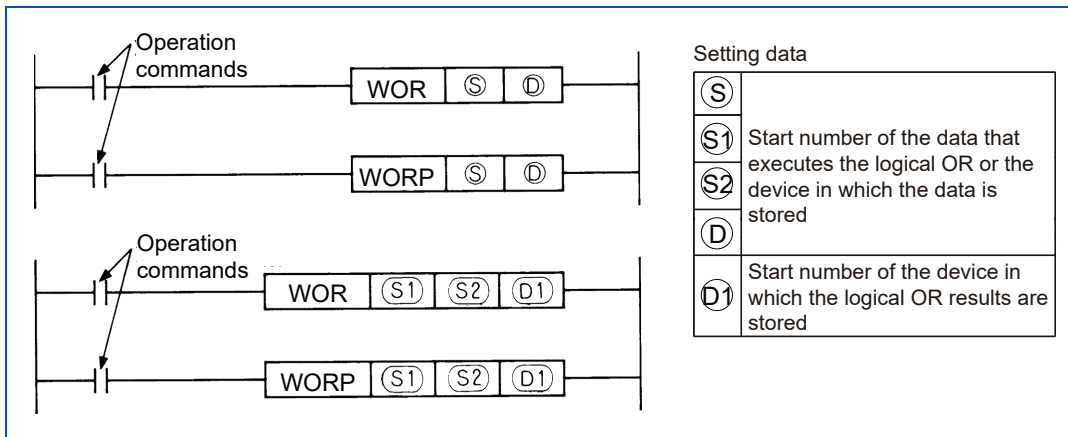 Operation
commands
WOR Ⓢ Ⓓ
WORP Ⓢ Ⓓ
Operation
commands
WOR S1 S2 D1
WORP S1 S2 D1
Setting data
S
S1
S2
D
Start number of the data that
executes the logical OR or the
device in which the data is
stored
D1
Start number of the device in
which the logical OR results are
stored